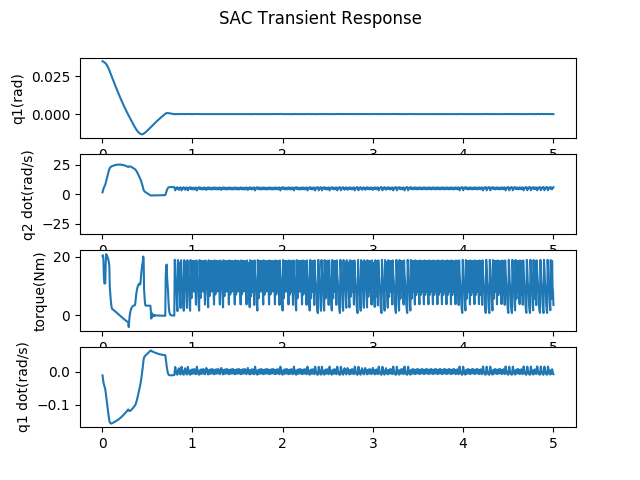 SAC Transient Response
q1(rad)
0.025
0.000
0 1 2 3 4 5
q2 dot(rad/s)
25
0
−25
0 1 2 3 4 5
torque(Nm)
20
0
0 1 2 3 4 5
q1 dot(rad/s)
0.0
−0.1
0 1 2 3 4 5